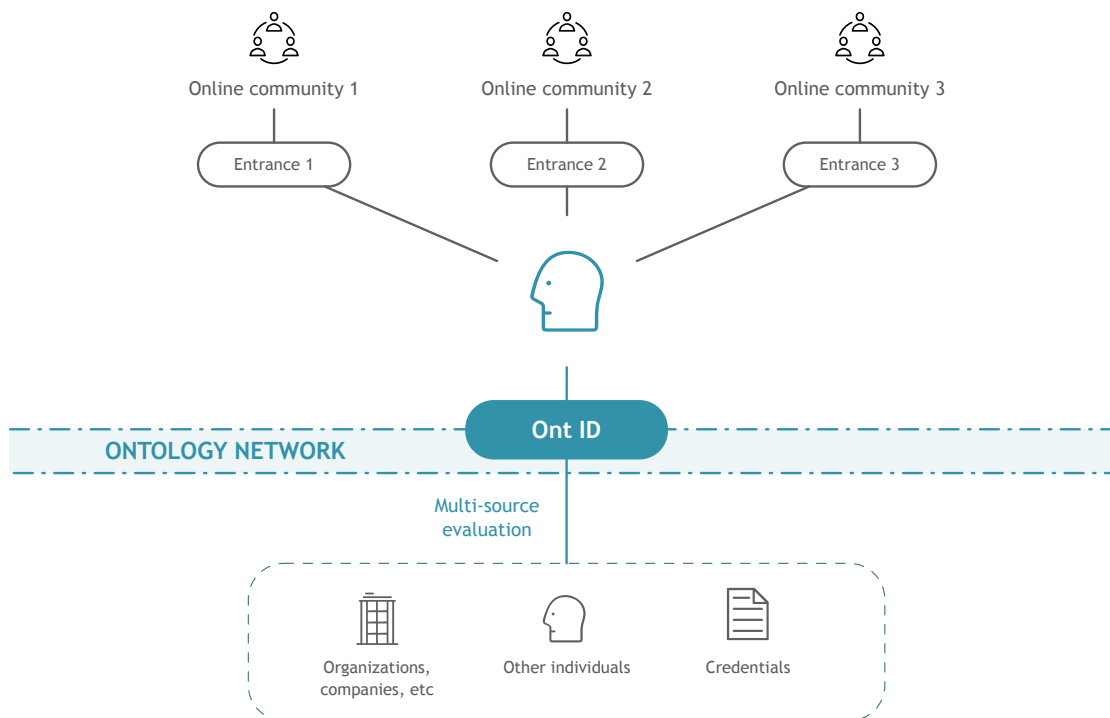 Online community 1
Online community 2
Online community 3
Entrance 1
Entrance 2
Entrance 3
Ont ID
ONTOLOGY NETWORK
Multi-source
evaluation
Organizations,
companies, etc
Other individuals
Credentials